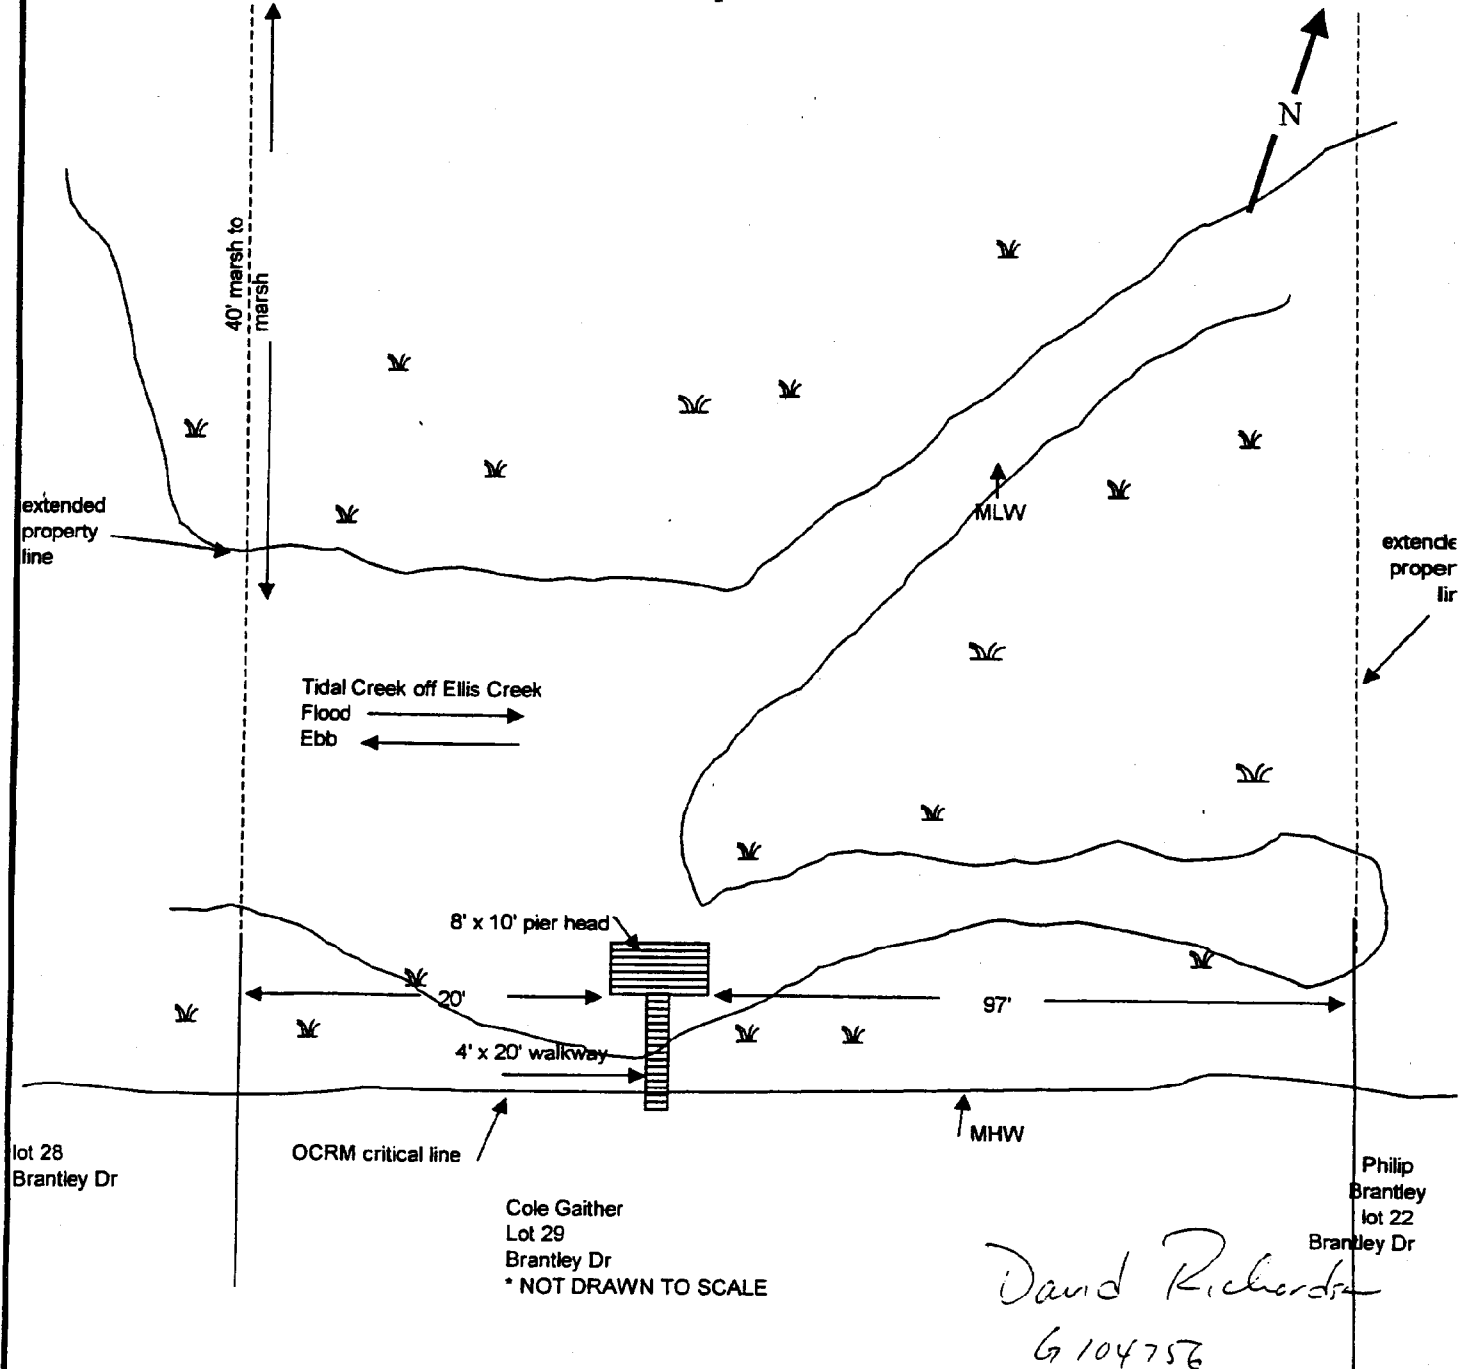 N
40' marsh to
marsh
extended
property
line
MLW
extende
proper
lir
Tidal Creek off Ellis Creek
Flood
Ebb
8' x 10' pier head
20'
97'
4' x 20' walkway
OCRM critical line
MHW
lot 28
Brantley Dr
Cole Gaither
Lot 29
Brantley Dr
* NOT DRAWN TO SCALE
Philip
Brantley
lot 22
Brantley Dr
David Richardson
G 104756